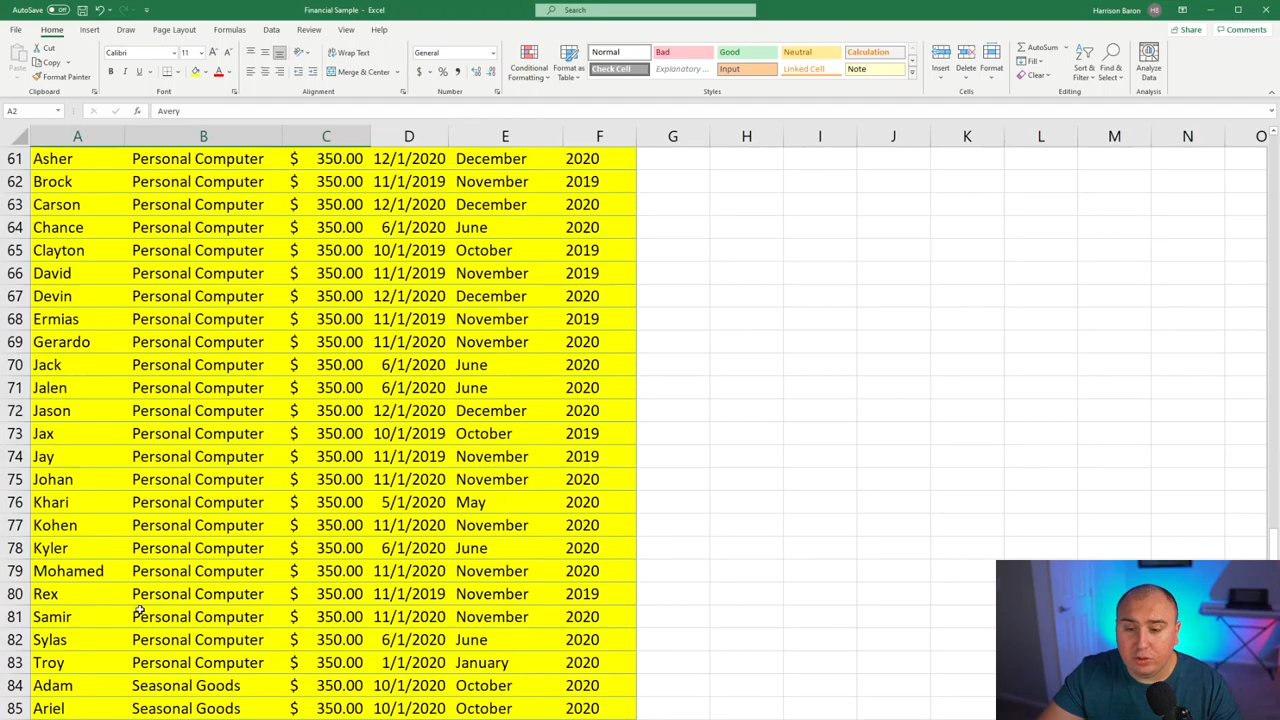 AutoSave Off Financial Sample - Excel Search Harrison Baron HB
File Home Insert Draw Page Layout Formulas Data Review View Help Share Comments
Paste Cut Copy Format Painter Clipboard
Calibri 11 A A B I U A Font
Wrap Text Merge & Center Alignment
General $ % Number
Conditional Formatting Format as Table
Normal Bad Good Neutral Calculation
Check Cell Explanatory ... Input Linked Cell Note
Styles
Insert Delete Format Cells
AutoSum Fill Clear Sort & Filter Find & Select Editing
Analyze Data Analysis
A2 fx Avery
A B C D E F G H I J K L M N O
61 Asher Personal Computer $ 350.00 12/1/2020 December 2020
62 Brock Personal Computer $ 350.00 11/1/2019 November 2019
63 Carson Personal Computer $ 350.00 12/1/2020 December 2020
64 Chance Personal Computer $ 350.00 6/1/2020 June 2020
65 Clayton Personal Computer $ 350.00 10/1/2019 October 2019
66 David Personal Computer $ 350.00 11/1/2019 November 2019
67 Devin Personal Computer $ 350.00 12/1/2020 December 2020
68 Ermias Personal Computer $ 350.00 11/1/2019 November 2019
69 Gerardo Personal Computer $ 350.00 11/1/2020 November 2020
70 Jack Personal Computer $ 350.00 6/1/2020 June 2020
71 Jalen Personal Computer $ 350.00 6/1/2020 June 2020
72 Jason Personal Computer $ 350.00 12/1/2020 December 2020
73 Jax Personal Computer $ 350.00 10/1/2019 October 2019
74 Jay Personal Computer $ 350.00 11/1/2019 November 2019
75 Johan Personal Computer $ 350.00 11/1/2020 November 2020
76 Khari Personal Computer $ 350.00 5/1/2020 May 2020
77 Kohen Personal Computer $ 350.00 11/1/2020 November 2020
78 Kyler Personal Computer $ 350.00 6/1/2020 June 2020
79 Mohamed Personal Computer $ 350.00 11/1/2020 November 2020
80 Rex Personal Computer $ 350.00 11/1/2019 November 2019
81 Samir Personal Computer $ 350.00 11/1/2020 November 2020
82 Sylas Personal Computer $ 350.00 6/1/2020 June 2020
83 Troy Personal Computer $ 350.00 1/1/2020 January 2020
84 Adam Seasonal Goods $ 350.00 10/1/2020 October 2020
85 Ariel Seasonal Goods $ 350.00 10/1/2020 October 2020